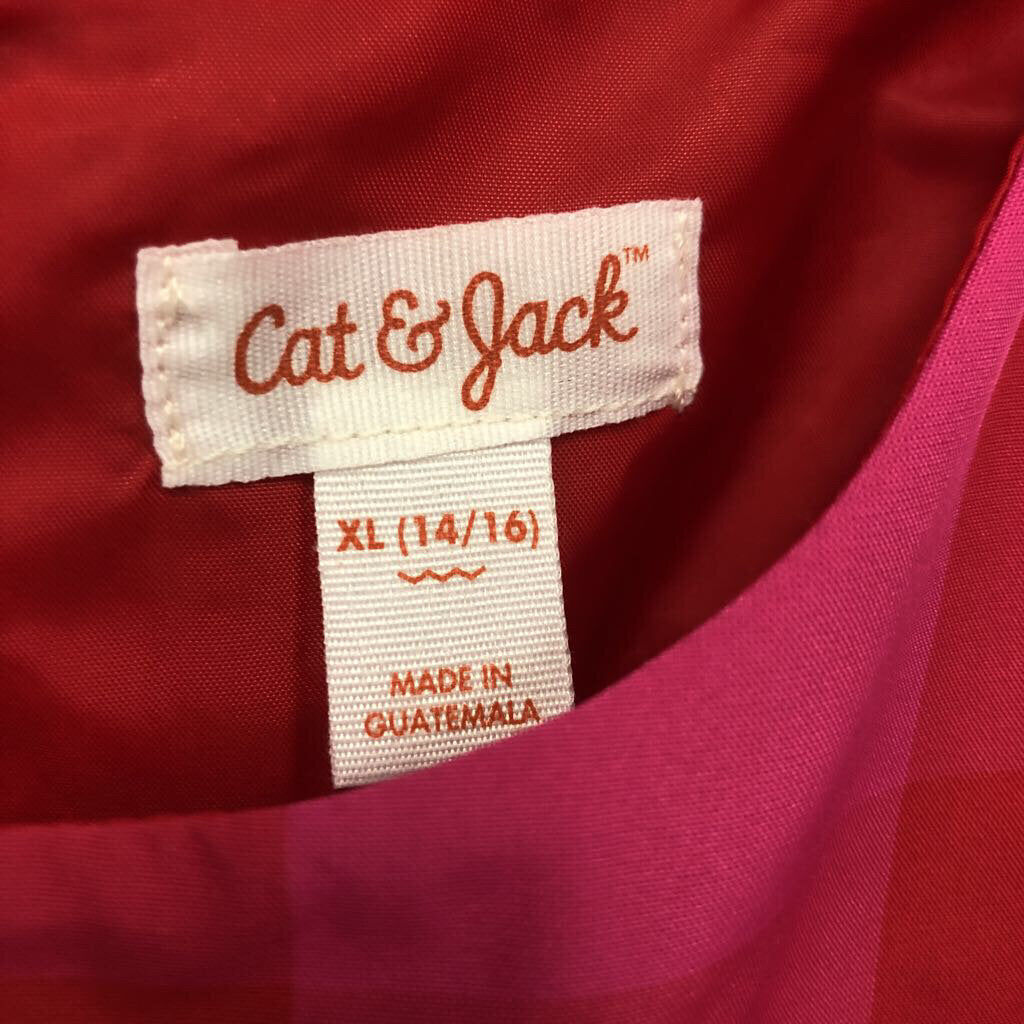 Cat & Jack™
XL (14/16)
MADE IN
GUATEMALA